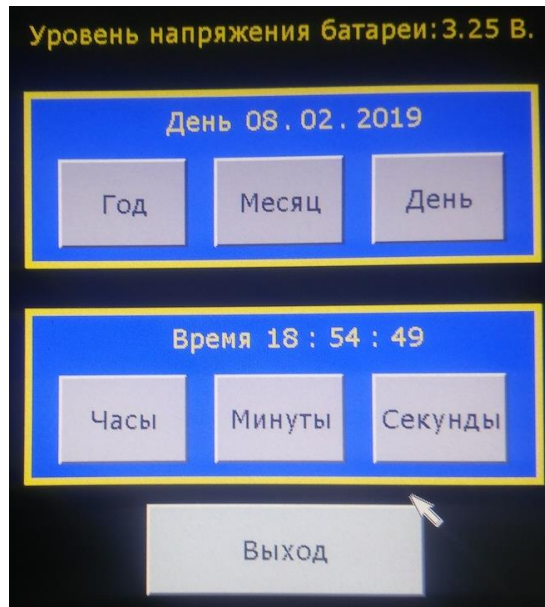 Уровень напряжения батареи:3.25 В.
День 08.02.2019
Год Месяц День
Время 18 : 54 : 49
Часы Минуты Секунды
Выход